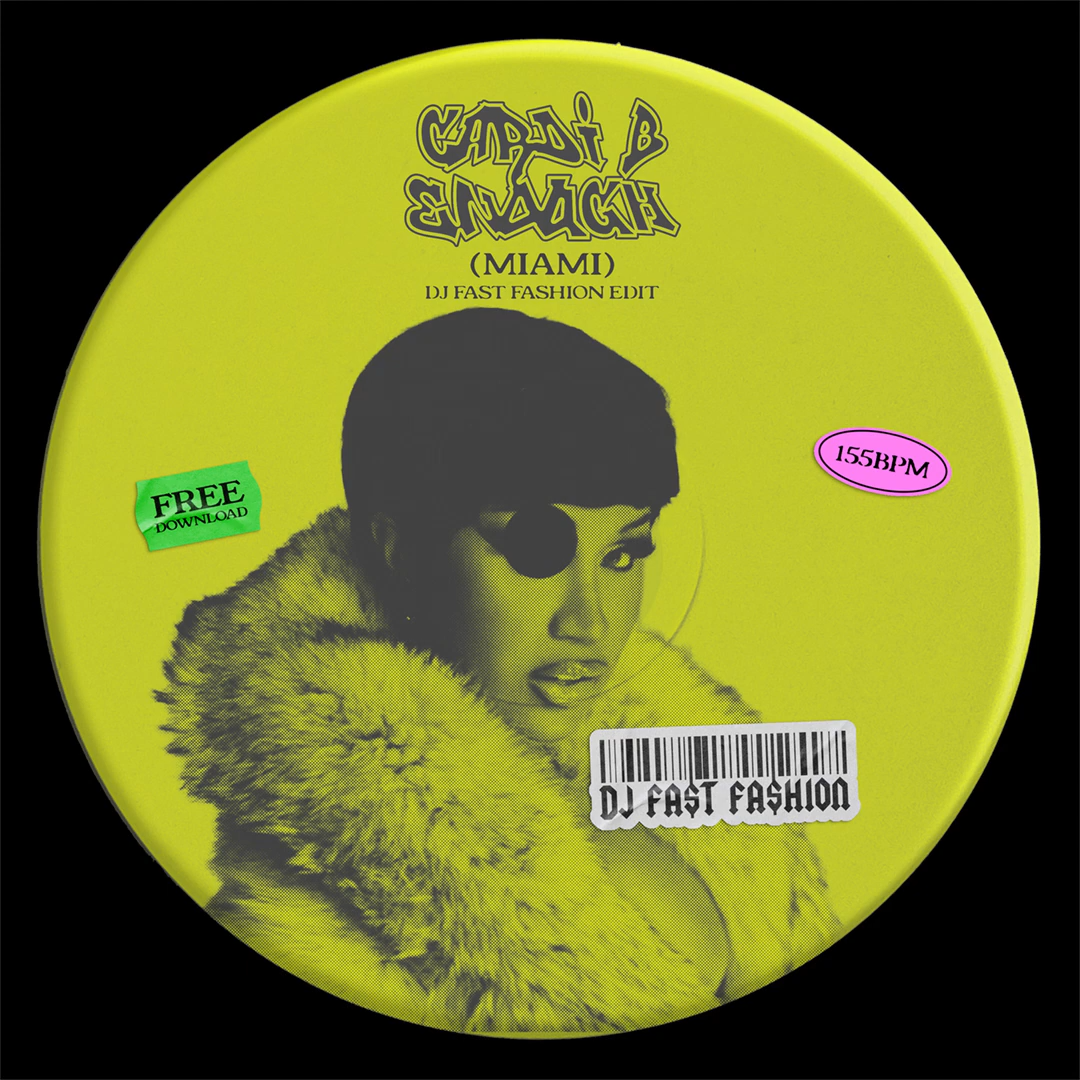 CARDI B
ENOUGH
(MIAMI)
DJ FAST FASHION EDIT
155BPM
FREE
DOWNLOAD
DJ FA$T FA$HION